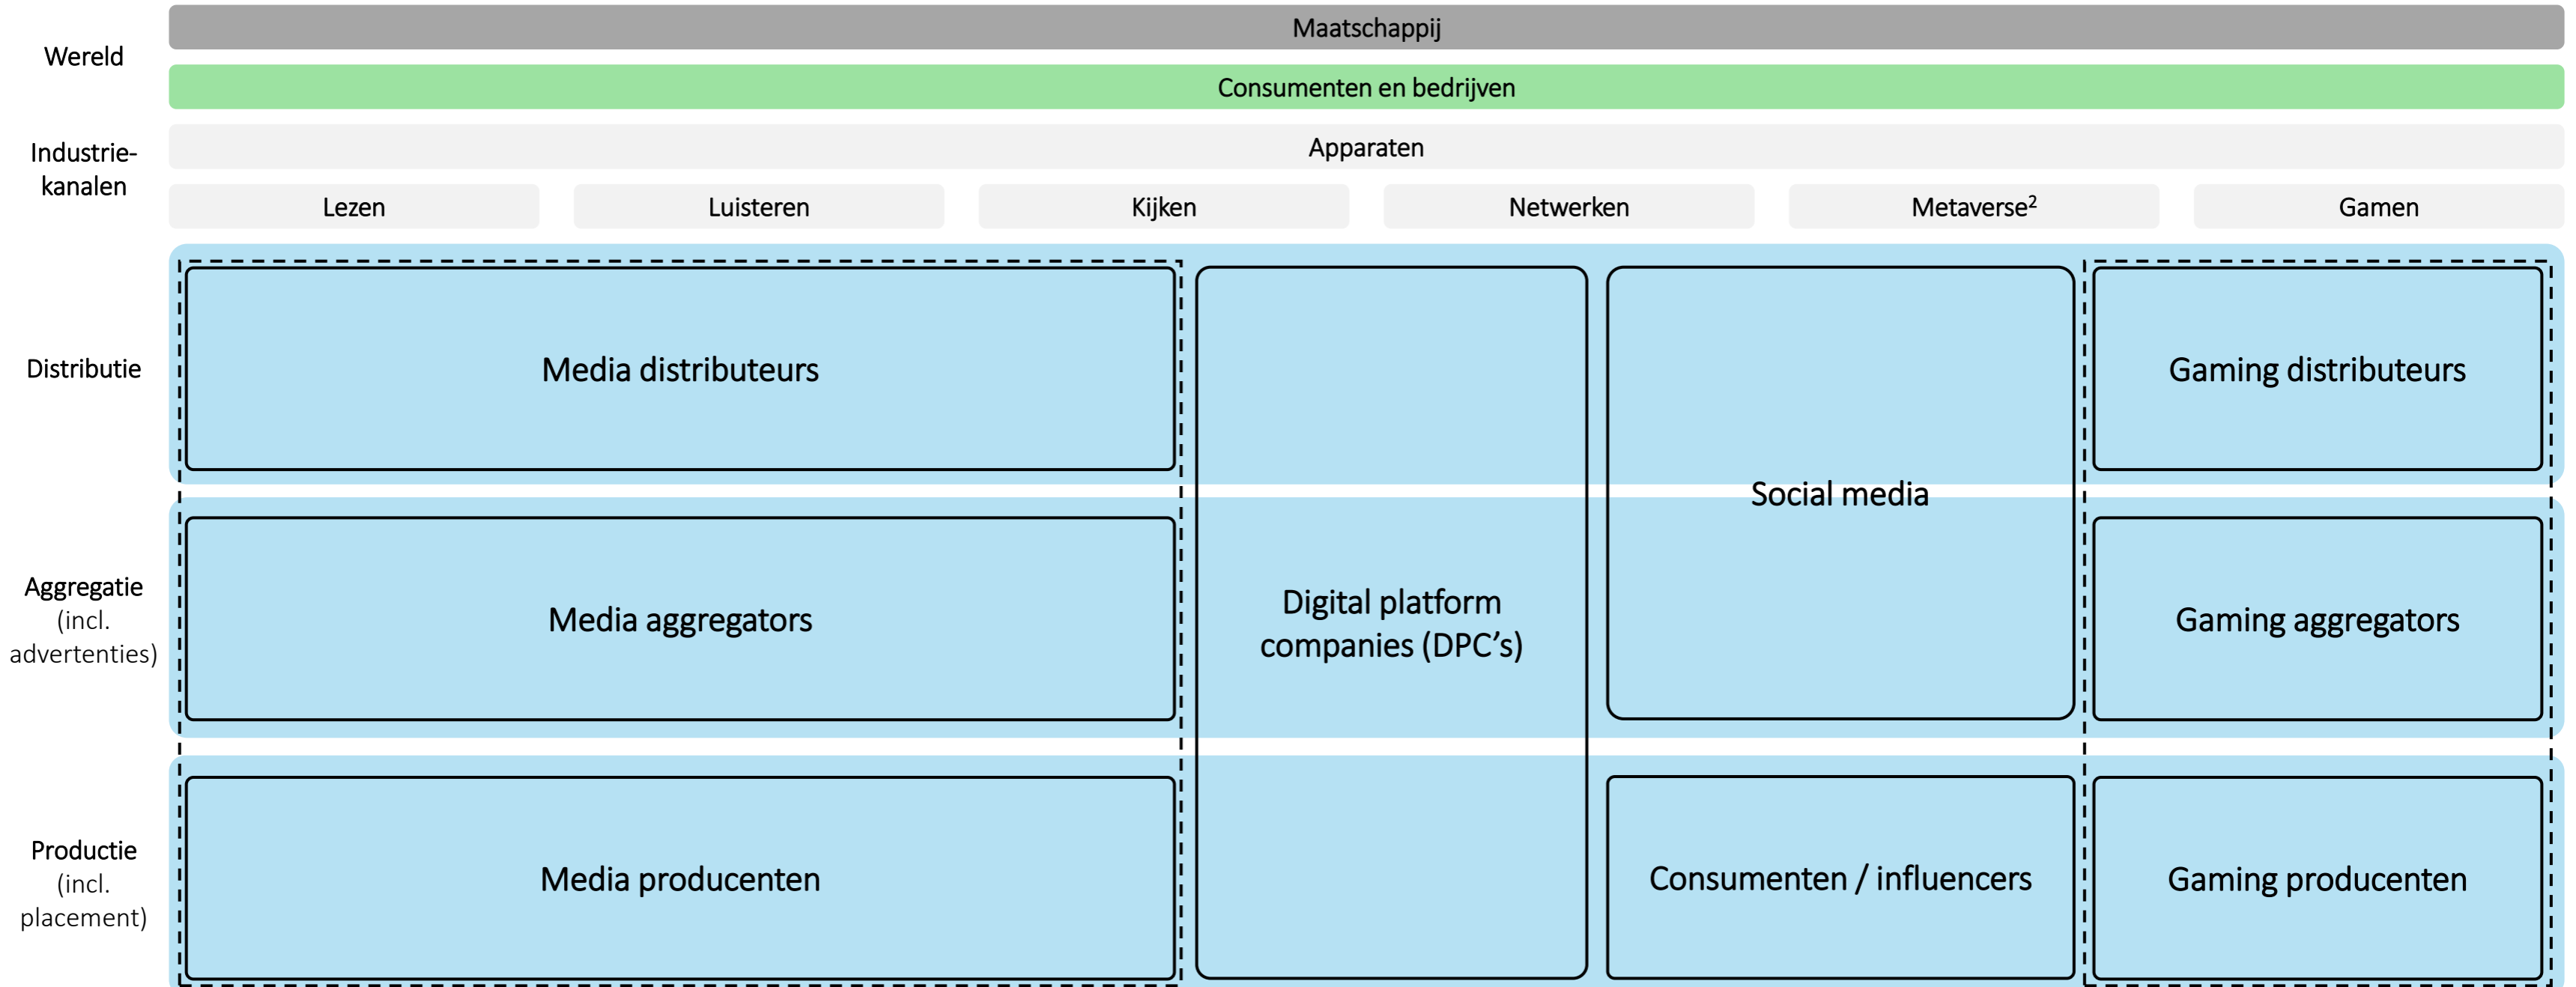 Maatschappij
Wereld
Consumenten en bedrijven
Industrie-
kanalen
Apparaten
Lezen
Luisteren
Kijken
Netwerken
Metaverse²
Gamen
Distributie
Media distributeurs
Gaming distributeurs
Social media
Aggregatie
(incl.
advertenties)
Media aggregators
Digital platform
companies (DPC’s)
Gaming aggregators
Productie
(incl.
placement)
Media producenten
Consumenten / influencers
Gaming producenten